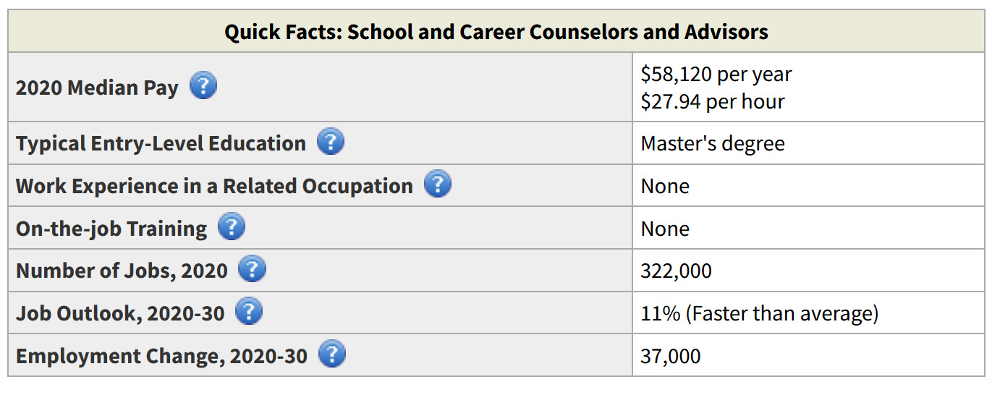 Quick Facts: School and Career Counselors and Advisors
2020 Median Pay ?
$58,120 per year
$27.94 per hour
Typical Entry-Level Education ?
Master's degree
Work Experience in a Related Occupation ?
None
On-the-job Training ?
None
Number of Jobs, 2020 ?
322,000
Job Outlook, 2020-30 ?
11% (Faster than average)
Employment Change, 2020-30 ?
37,000